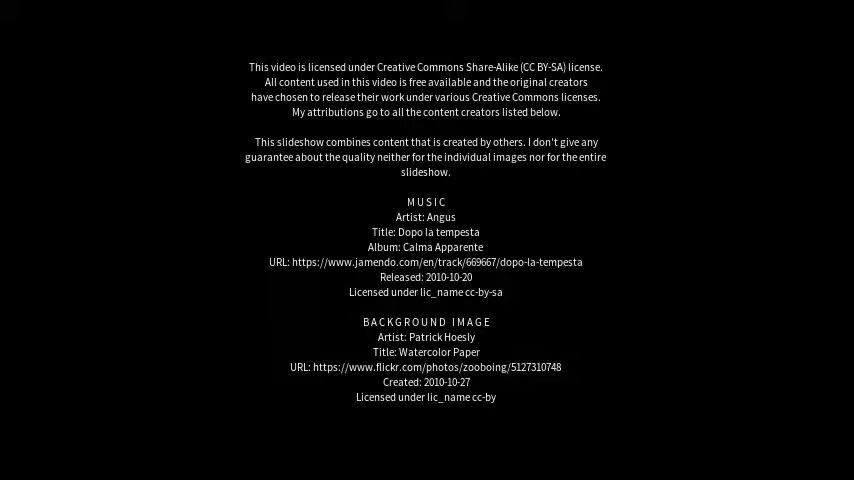 This video is licensed under Creative Commons Share-Alike (CC BY-SA) license.
All content used in this video is free available and the original creators
have chosen to release their work under various Creative Commons licenses.
My attributions go to all the content creators listed below.
This slideshow combines content that is created by others. I don't give any
guarantee about the quality neither for the individual images nor for the entire
slideshow.
MUSIC
Artist: Angus
Title: Dopo la tempesta
Album: Calma Apparente
URL: https://www.jamendo.com/en/track/669667/dopo-la-tempesta
Released: 2010-10-20
Licensed under lic_name cc-by-sa
BACKGROUND IMAGE
Artist: Patrick Hoesly
Title: Watercolor Paper
URL: https://www.flickr.com/photos/zooboing/5127310748
Created: 2010-10-27
Licensed under lic_name cc-by